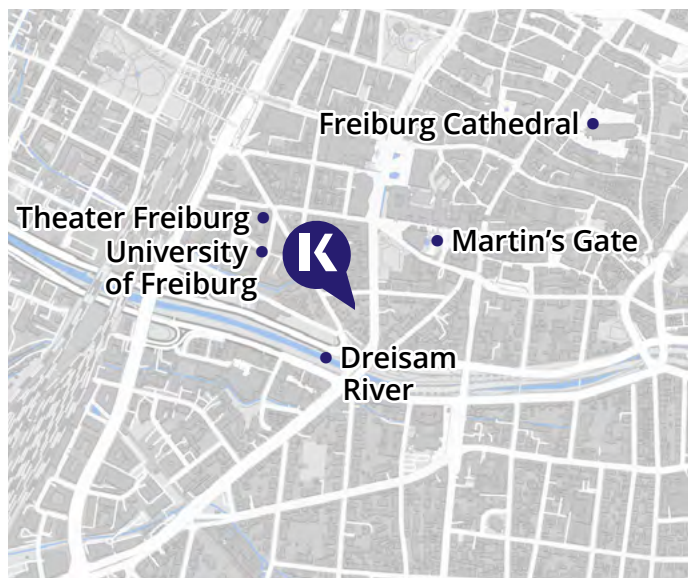 Freiburg Cathedral
Theater Freiburg
University
of Freiburg
K
Martin's Gate
Dreisam
River